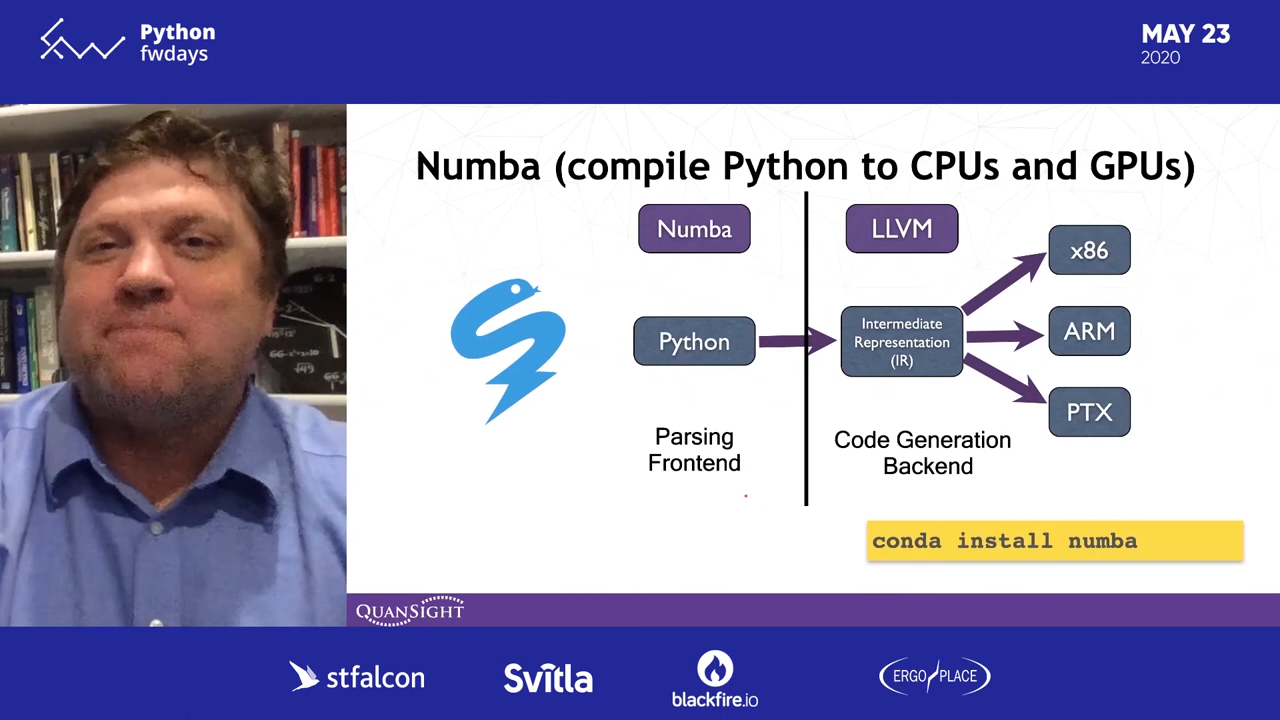 Python
fwdays
MAY 23
2020
Numba (compile Python to CPUs and GPUs)
Numba
LLVM
x86
Python
Intermediate
Representation
(IR)
ARM
PTX
Parsing
Frontend
Code Generation
Backend
conda install numba
QUANSIGHT
stfalcon
Svitla
blackfire.io
ERGO PLACE